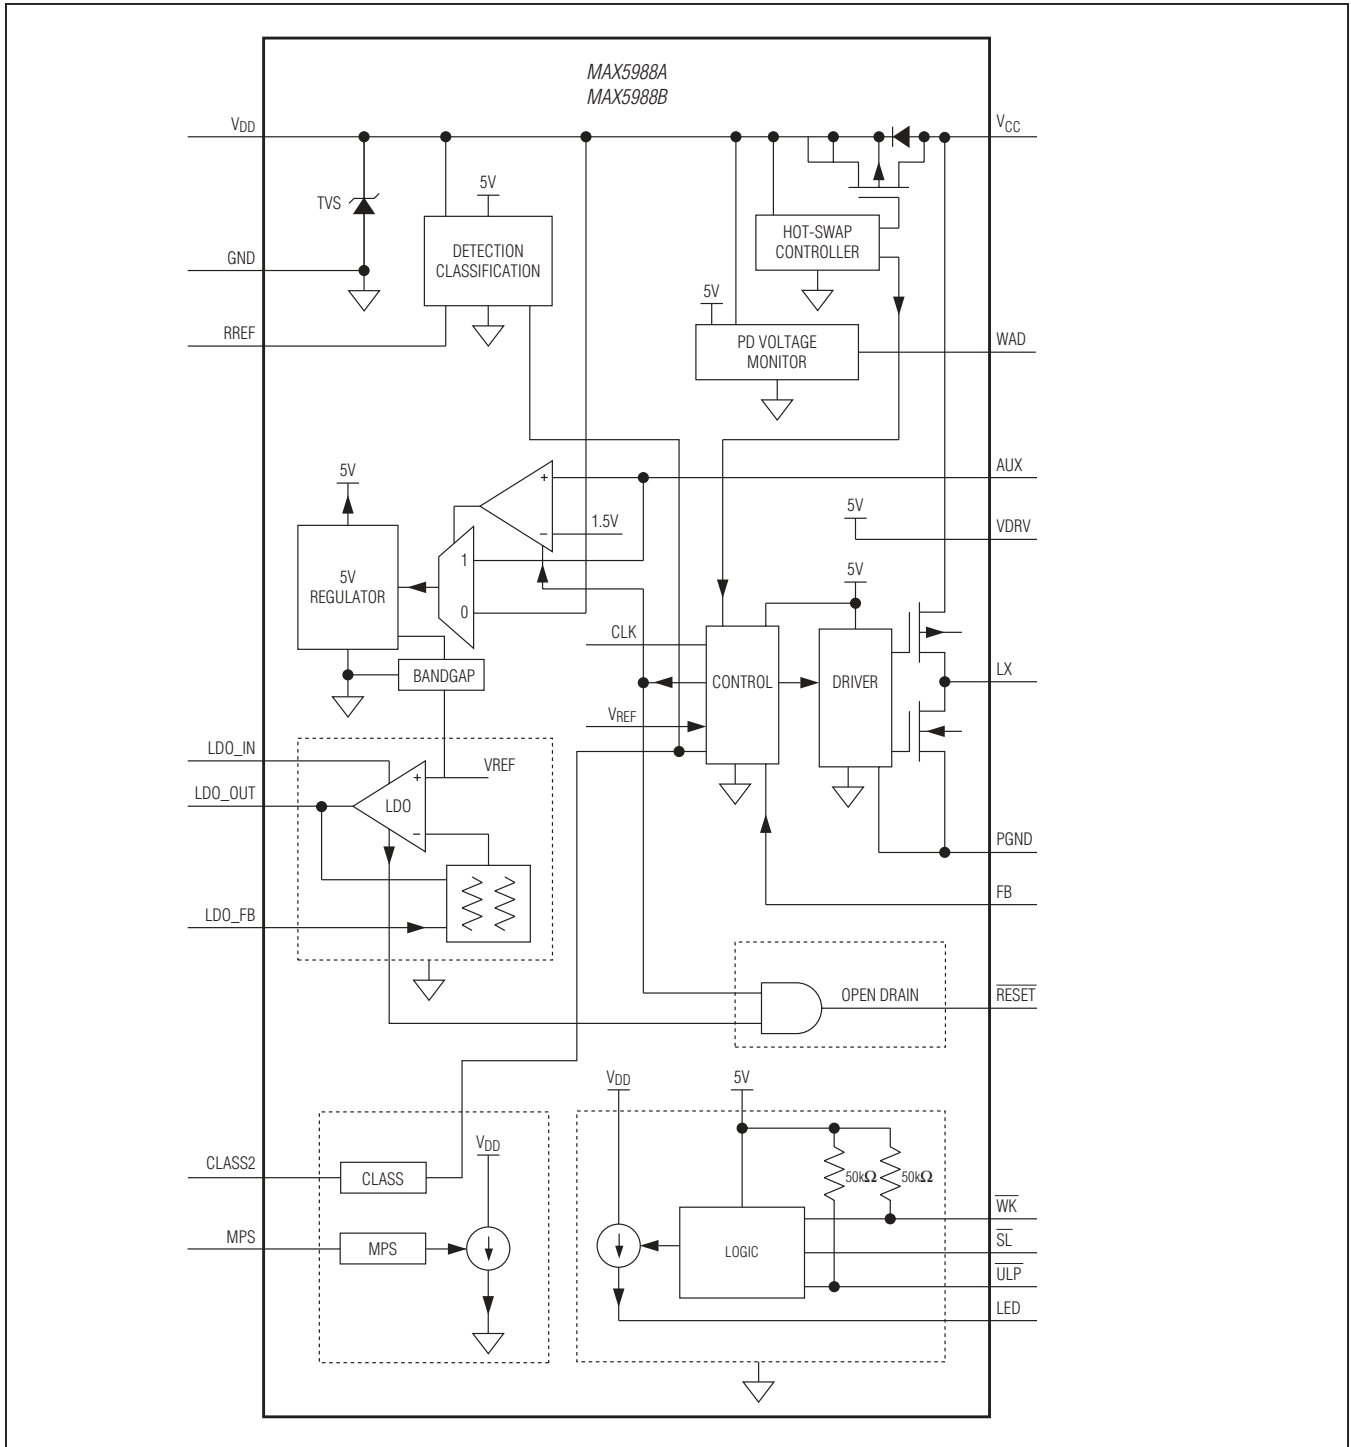 MAX5988A
MAX5988B
VDD
VCC
TVS
5V
DETECTION
CLASSIFICATION
HOT-SWAP
CONTROLLER
GND
5V
RREF
PD VOLTAGE
MONITOR
WAD
5V
+
AUX
1.5V
−
5V
VDRV
1
5V
REGULATOR
5V
0
CLK
BANDGAP
CONTROL
DRIVER
LX
VREF
LDO_IN
VREF
+
LDO_OUT
LDO
−
PGND
FB
LDO_FB
OPEN DRAIN
RESET
VDD
5V
VDD
CLASS2
CLASS
50kΩ
50kΩ
WK
MPS
MPS
LOGIC
SL
ULP
LED